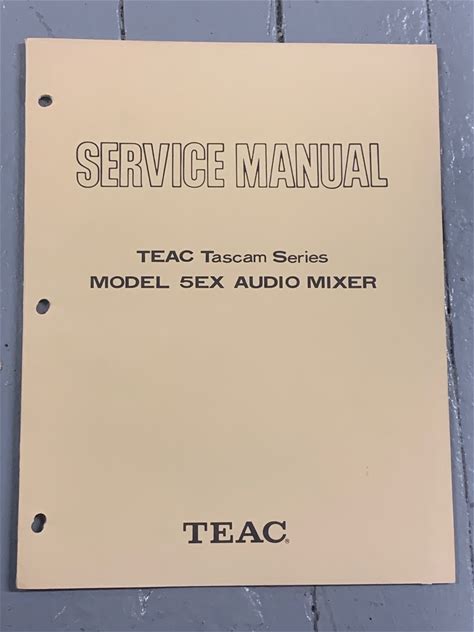 SERVICE MANUAL
TEAC Tascam Series
MODEL 5EX AUDIO MIXER
TEAC®